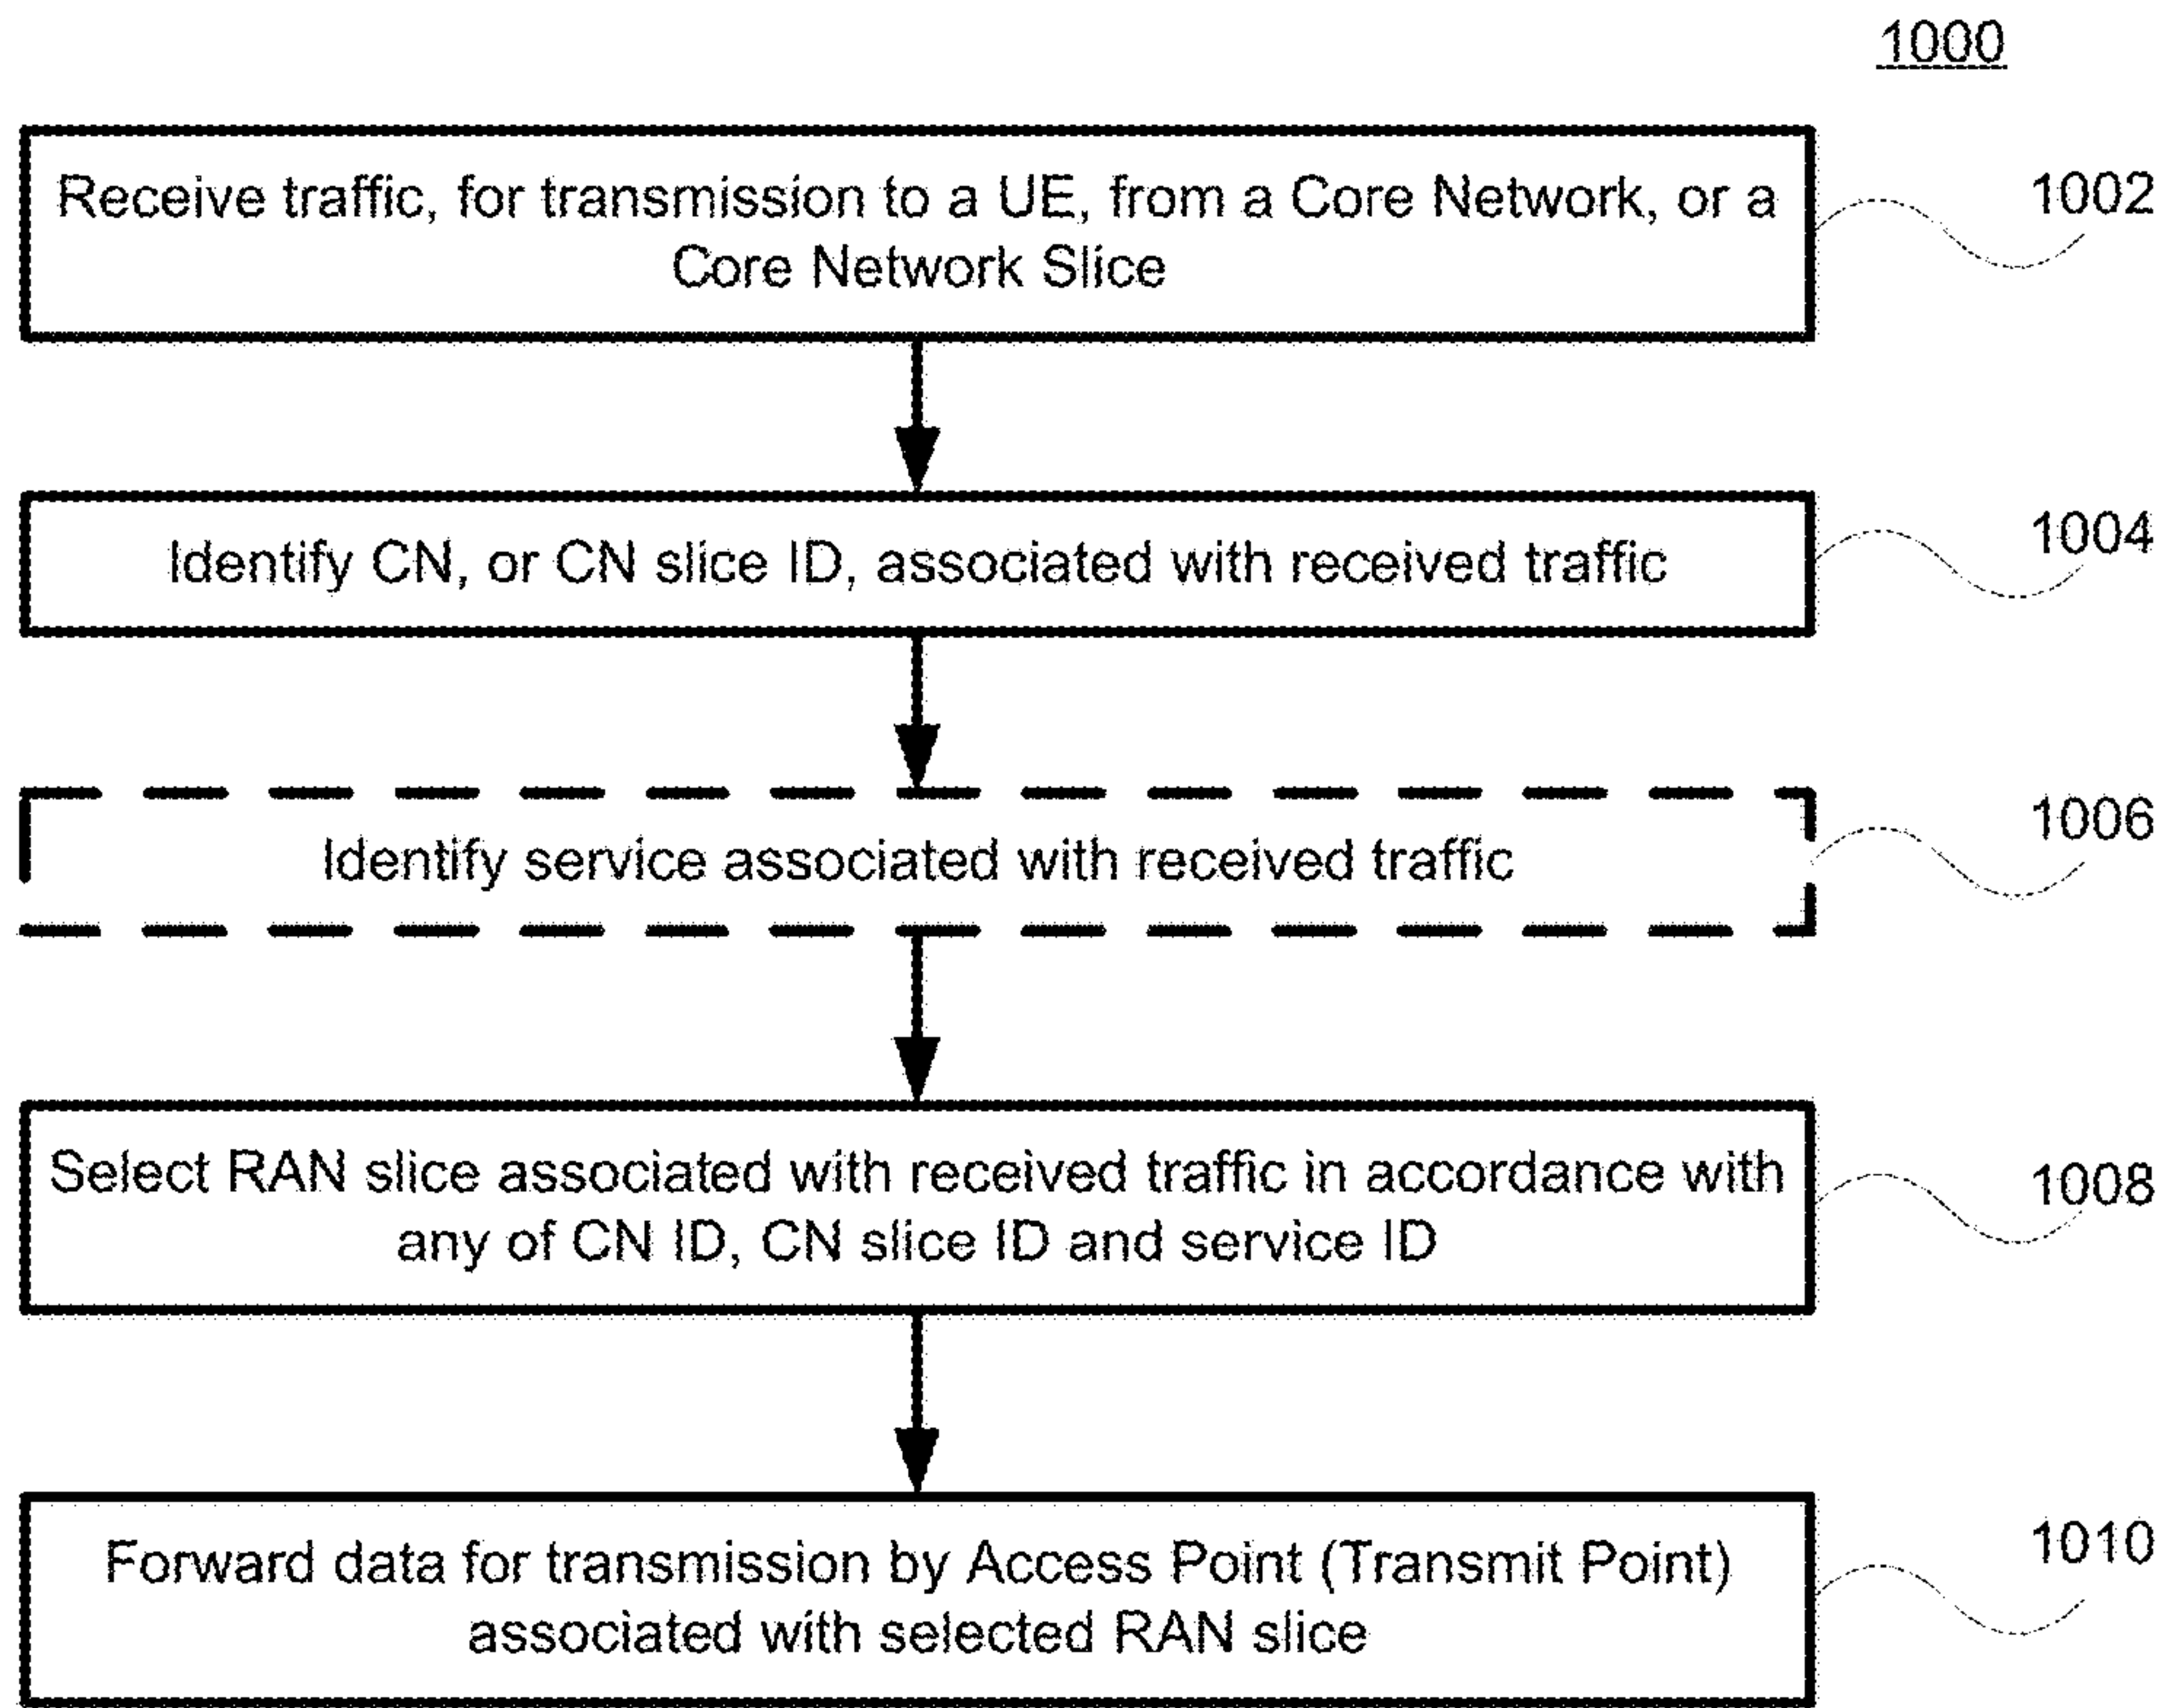 1000
Receive traffic, for transmission to a UE, from a Core Network, or a
Core Network Slice
1002
Identify CN, or CN slice ID, associated with received traffic
1004
Identify service associated with received traffic
1006
Select RAN slice associated with received traffic in accordance with
any of CN ID, CN slice ID and service ID
1008
Forward data for transmission by Access Point (Transmit Point)
associated with selected RAN slice
1010